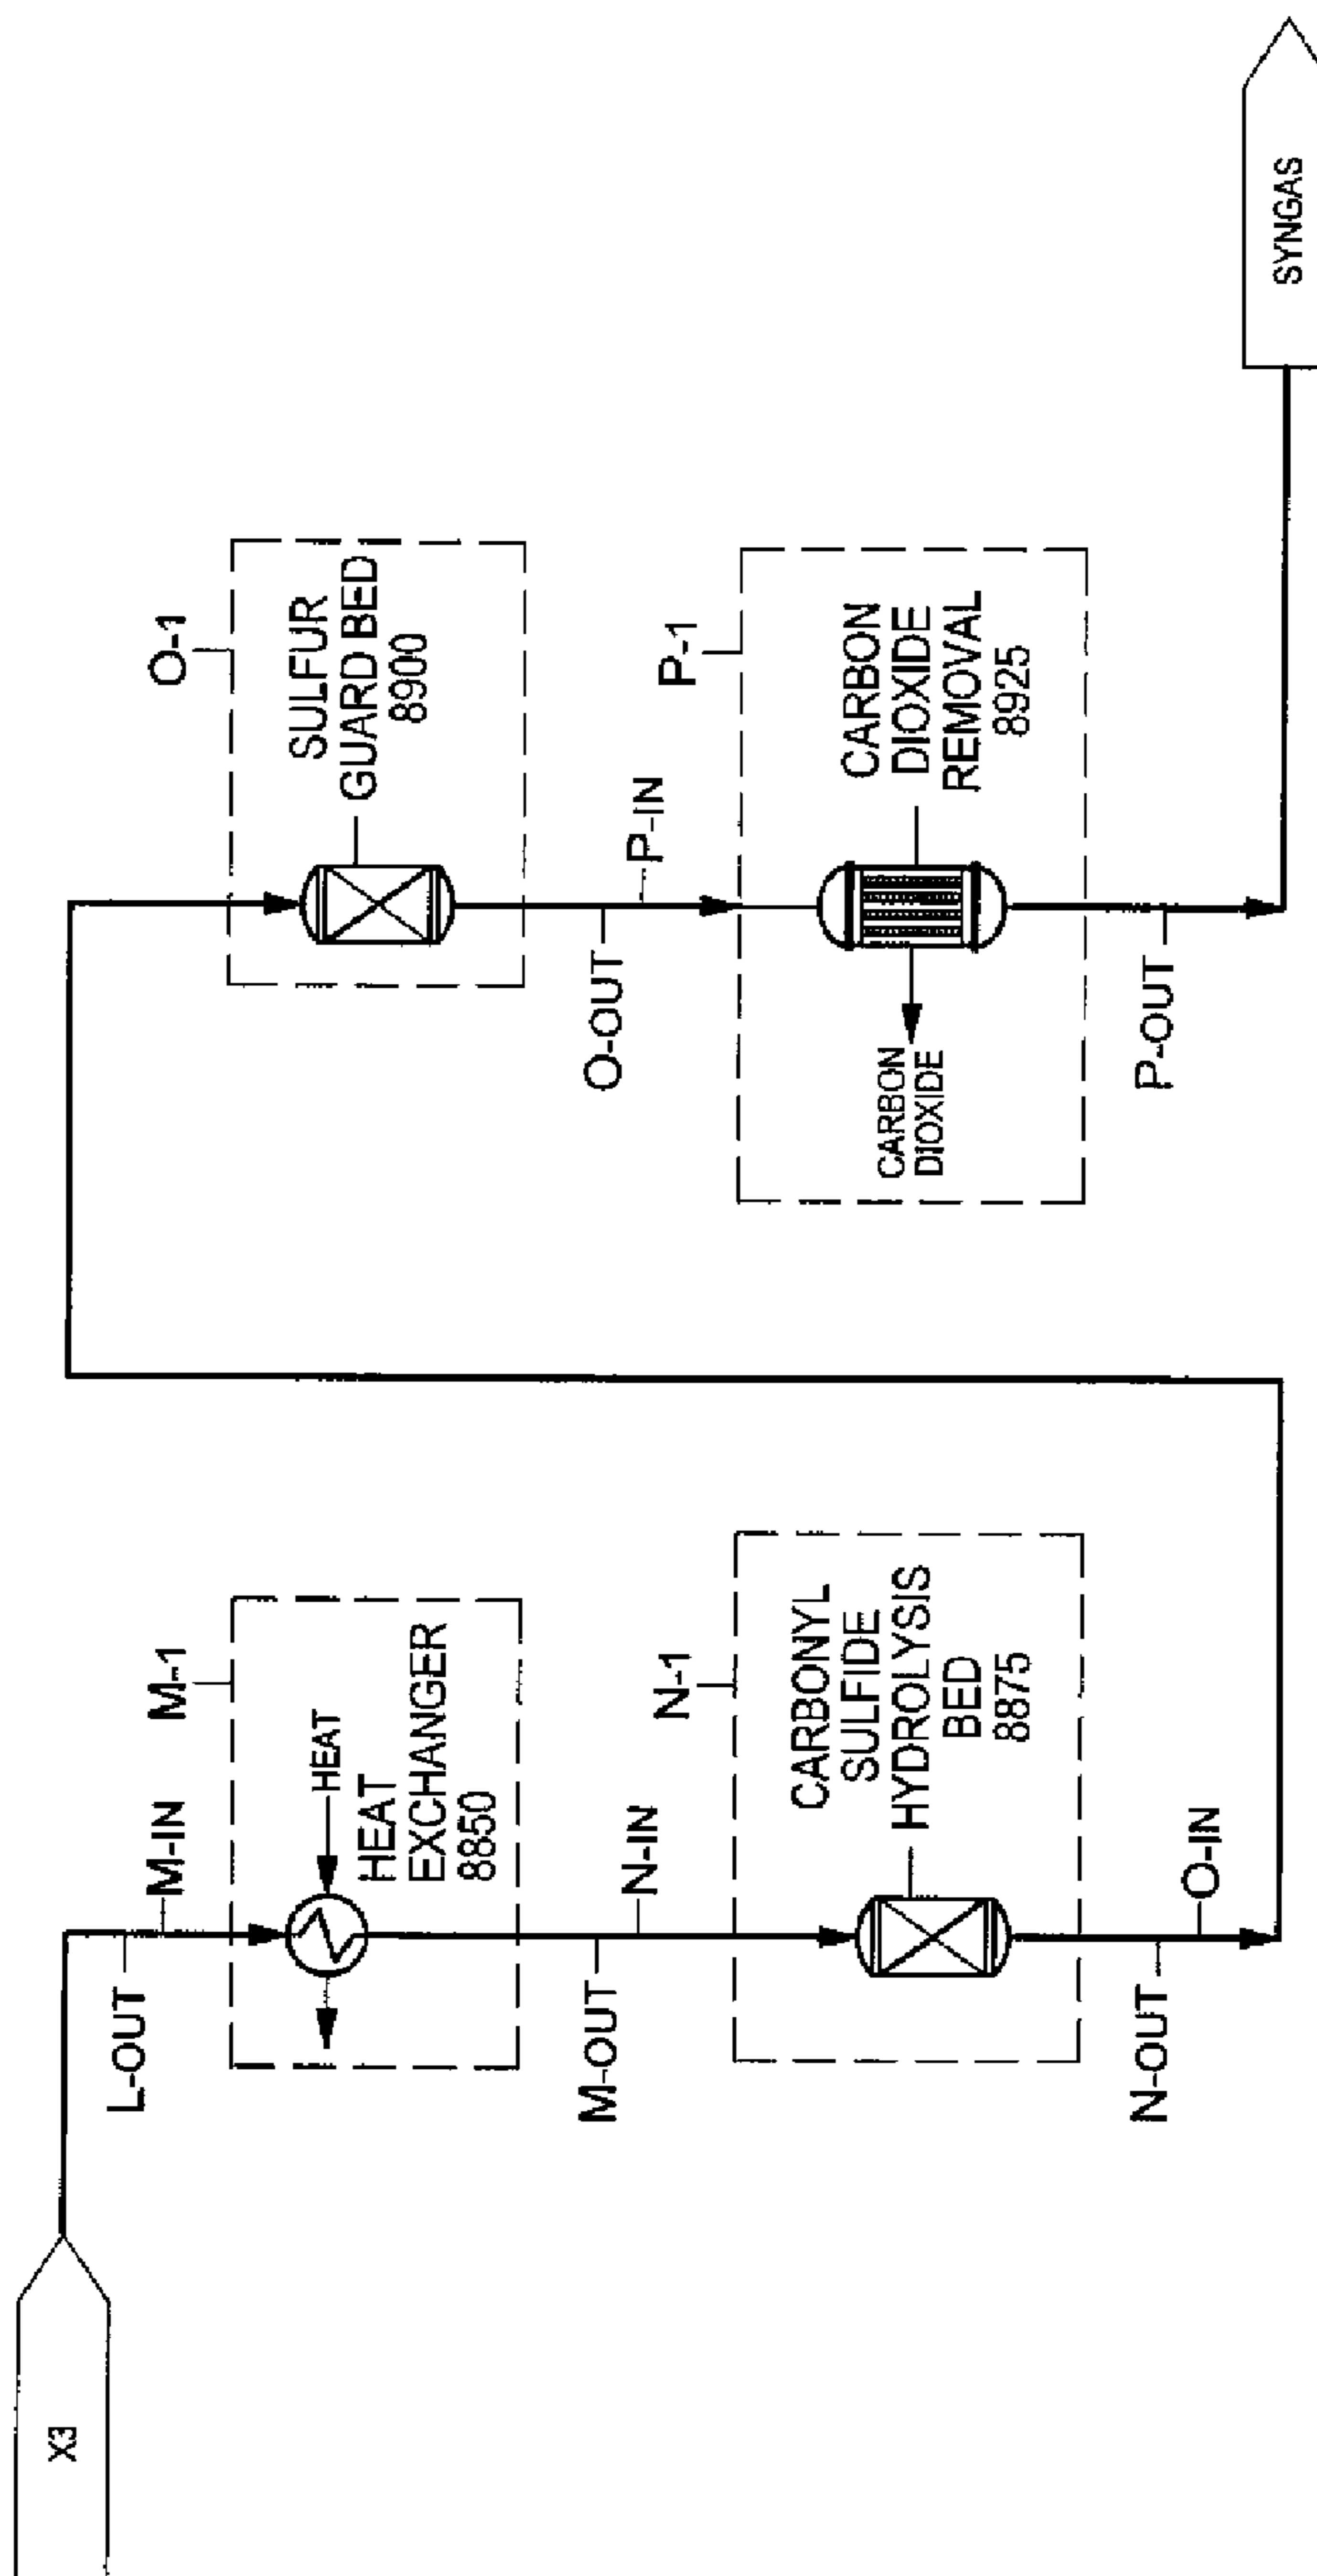 X3
L-OUT
M-IN
M-1
HEAT
HEAT
EXCHANGER
8850
M-OUT
N-IN
N-1
CARBONYL
SULFIDE
HYDROLYSIS
BED
8875
N-OUT
O-IN
O-1
SULFUR
GUARD BED
8900
O-OUT
P-IN
P-1
CARBON
DIOXIDE
REMOVAL
8925
CARBON
DIOXIDE
P-OUT
SYNGAS